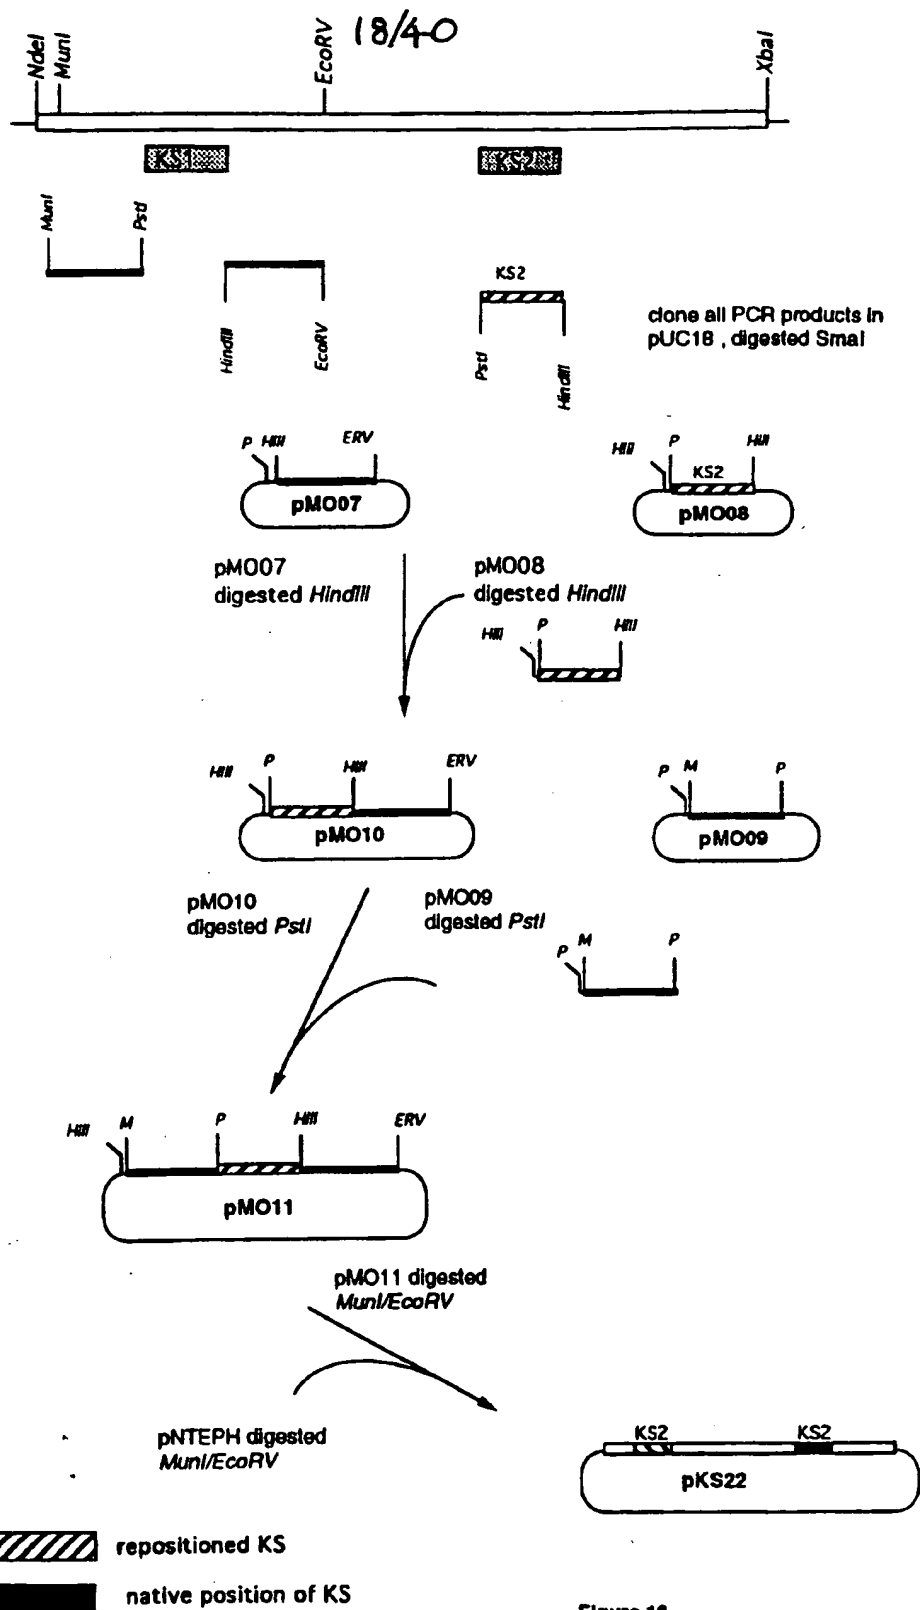 18/40
NdeI
MunI
EcoRV
XbaI
KS1
KS2
MunI
PstI
HindIII
EcoRV
KS2
PstI
HindIII
clone all PCR products in
pUC18 , digested SmaI
P HIII ERV
pMO07
HIII P HIII
KS2
pMO08
pMO07
digested HindIII
pMO08
digested HindIII
HIII P HIII
HIII P HIII ERV
pMO10
P M P
pMO09
pMO10
digested PstI
pMO09
digested PstI
P M P
HIII M P HIII ERV
pMO11
pMO11 digested
MunI/EcoRV
pNTEPH digested
MunI/EcoRV
KS2 KS2
pKS22
repositioned KS
native position of KS